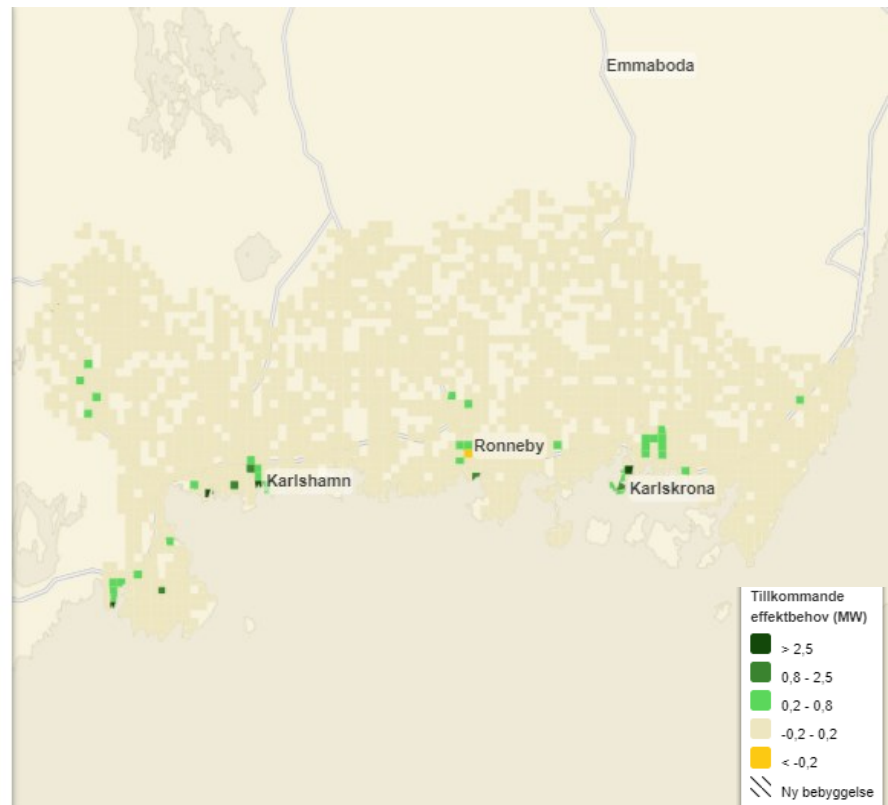 Emmaboda
Ronneby
Karlshamn
Karlskrona
Tillkommande
effektbehov (MW)
> 2,5
0,8 - 2,5
0,2 - 0,8
-0,2 - 0,2
< -0,2
Ny bebyggelse